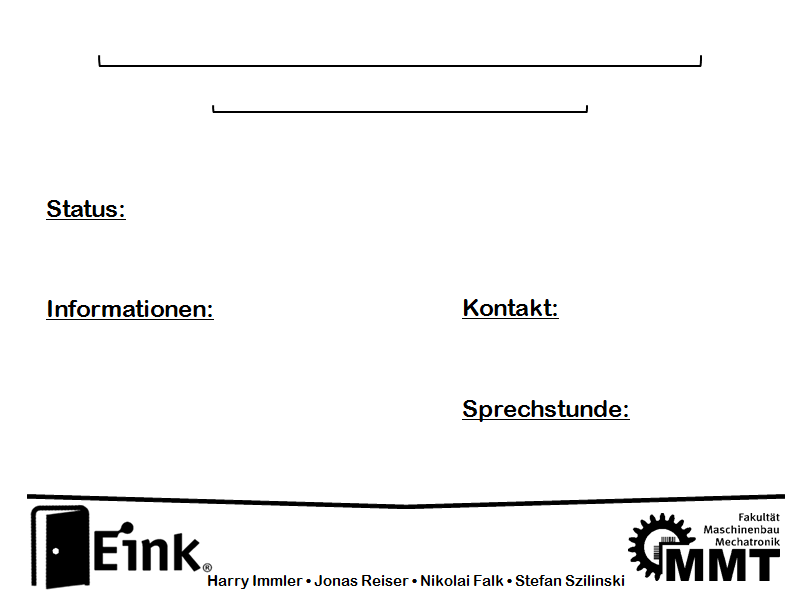 Status:
Informationen:
Kontakt:
Sprechstunde:
Eink®
Harry Immler • Jonas Reiser • Nikolai Falk • Stefan Szilinski
Fakultät
Maschinenbau
Mechatronik
MMT